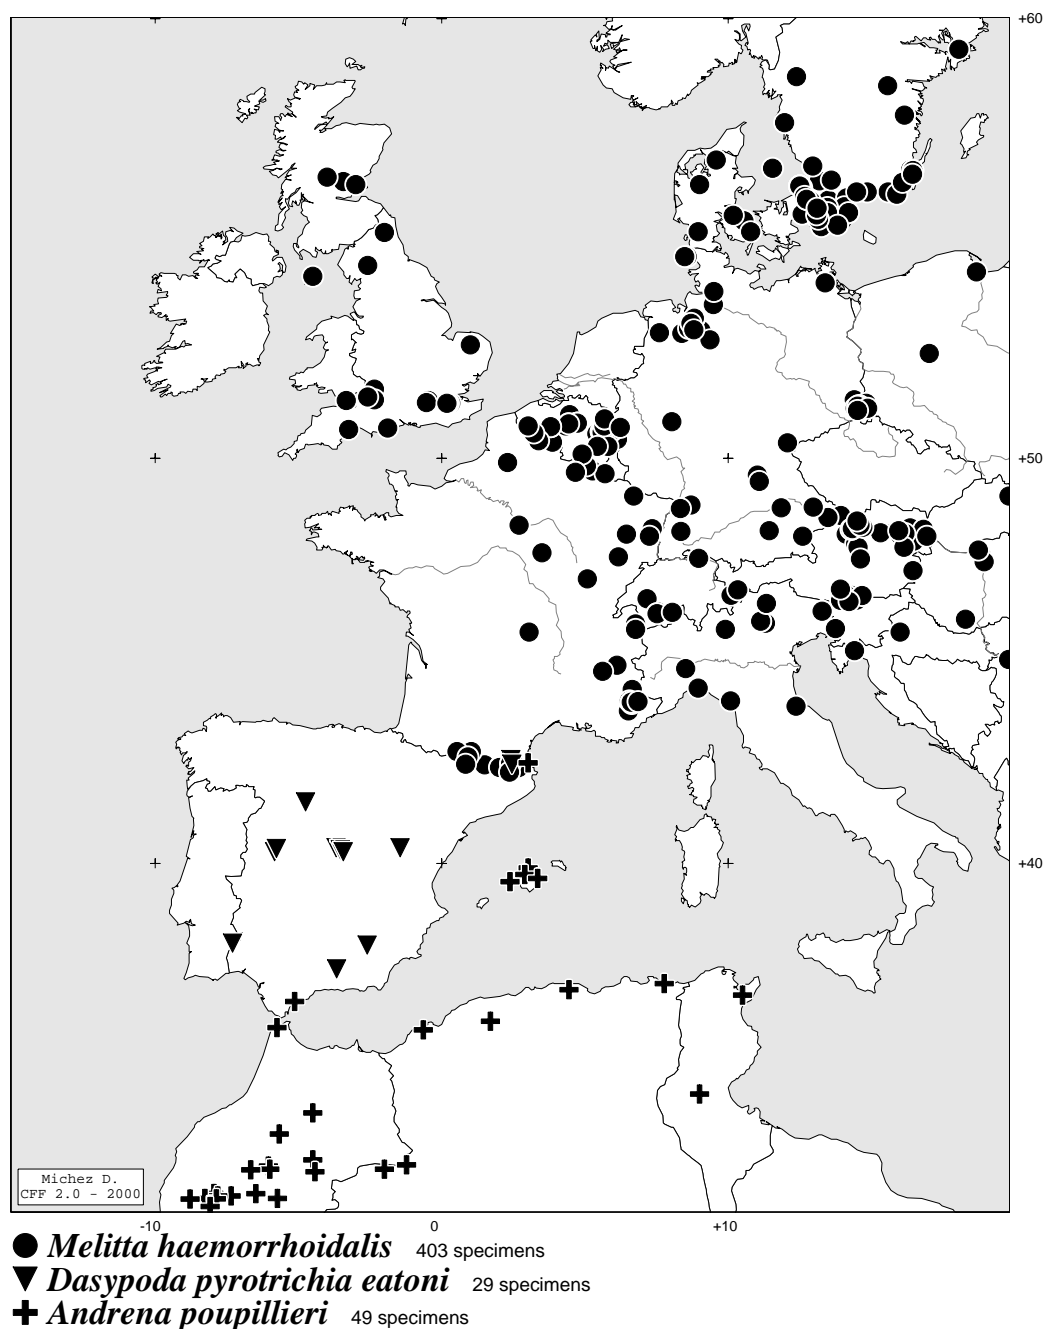 +60
+50
+40
Michez D.
CFF 2.0 - 2000
-10 0 +10
Melitta haemorrhoidalis 403 specimens
Dasypoda pyrotrichia eatoni 29 specimens
Andrena poupillieri 49 specimens